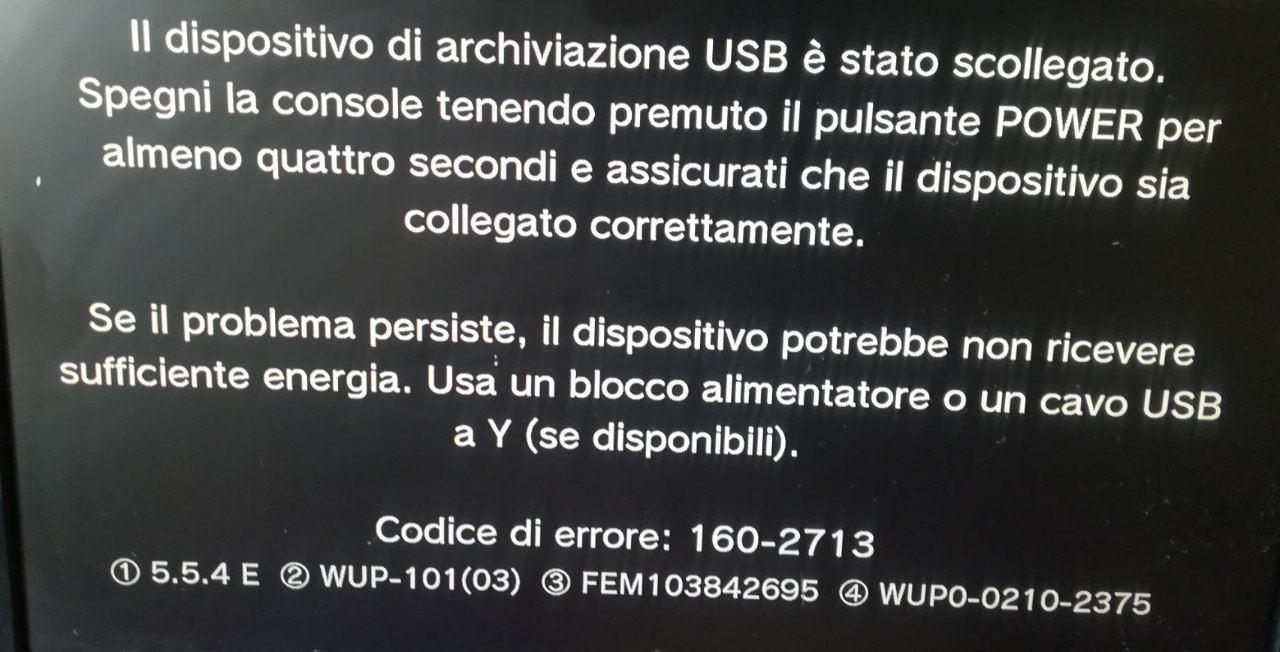 Il dispositivo di archiviazione USB è stato scollegato.
Spegni la console tenendo premuto il pulsante POWER per
almeno quattro secondi e assicurati che il dispositivo sia
collegato correttamente.
Se il problema persiste, il dispositivo potrebbe non ricevere
sufficiente energia. Usa un blocco alimentatore o un cavo USB
a Y (se disponibili).
Codice di errore: 160-2713
① 5.5.4 E ② WUP-101(03) ③ FEM103842695 ④ WUP0-0210-2375